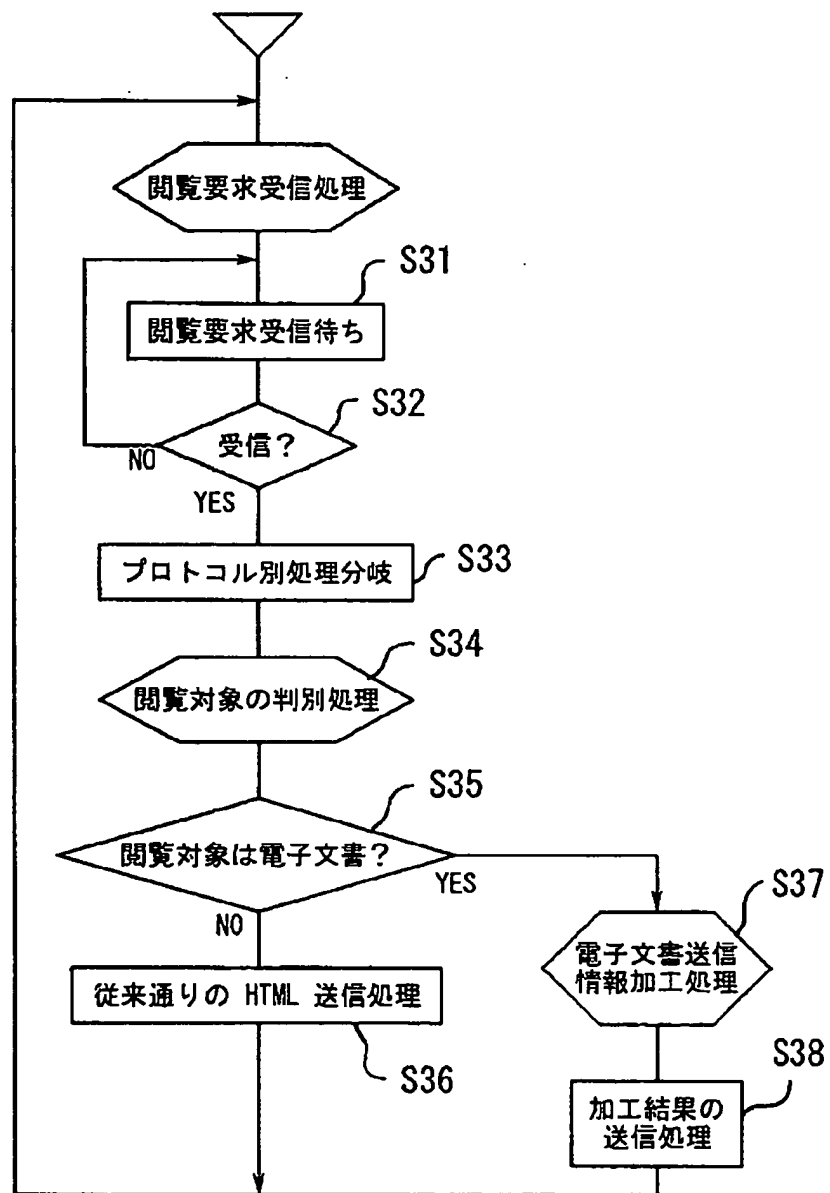 閲覧要求受信処理
S31
閲覧要求受信待ち
S32
受信?
NO
YES
プロトコル別処理分岐
S33
S34
閲覧対象の判別処理
S35
閲覧対象は電子文書?
YES
NO
S37
電子文書送信
情報加工処理
従来通りの HTML 送信処理
S36
S38
加工結果の
送信処理